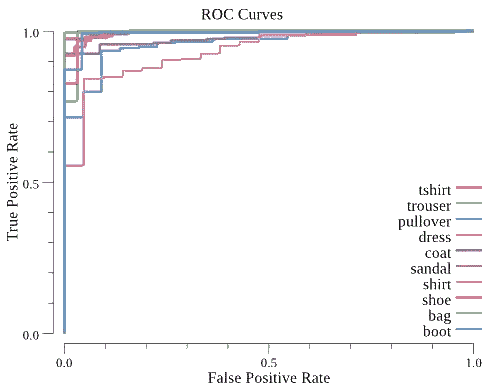 ROC Curves
True Positive Rate
1.0
0.5
0.0
tshirt
trouser
pullover
dress
coat
sandal
shirt
shoe
bag
boot
0.0 0.5 1.0
False Positive Rate